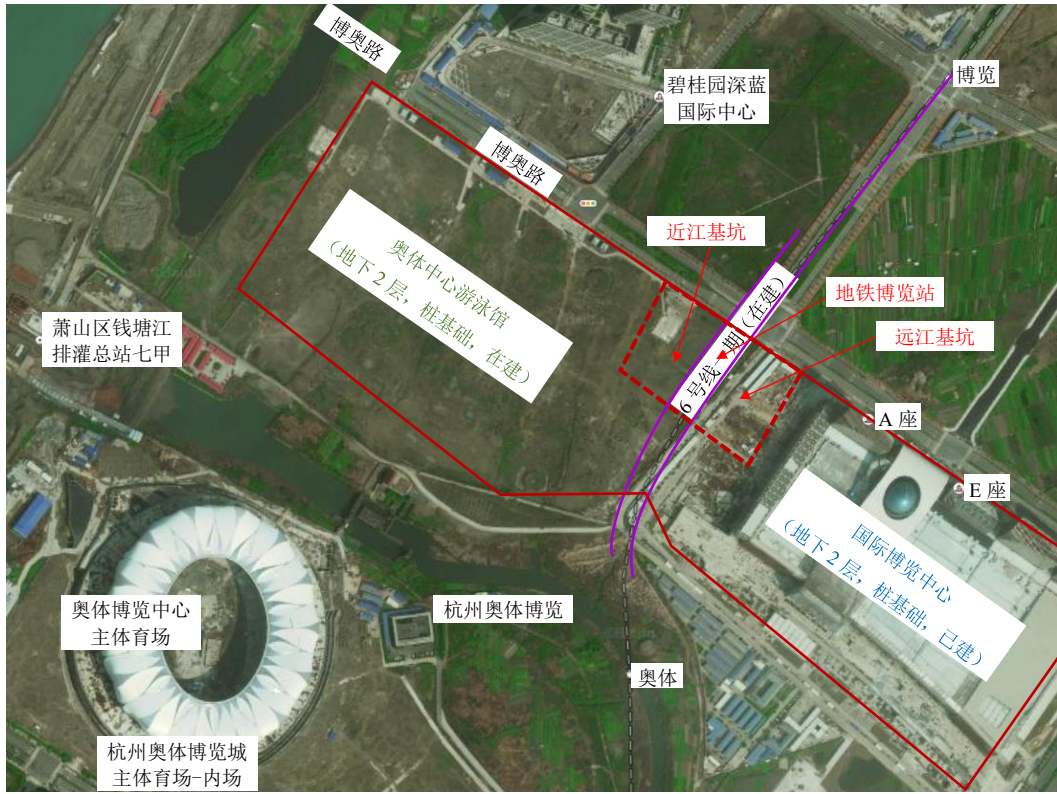 博奥路
碧桂园深蓝
国际中心
博览
博奥路
近江基坑
奥体中心游泳馆
（地下 2 层，桩基础，在建）
地铁博览站
6 号线一期（在建）
远江基坑
萧山区钱塘江
排灌总站七甲
A 座
E 座
国际博览中心
（地下 2 层，桩基础，已建）
奥体博览中心
主体育场
杭州奥体博览
奥体
杭州奥体博览城
主体育场-内场